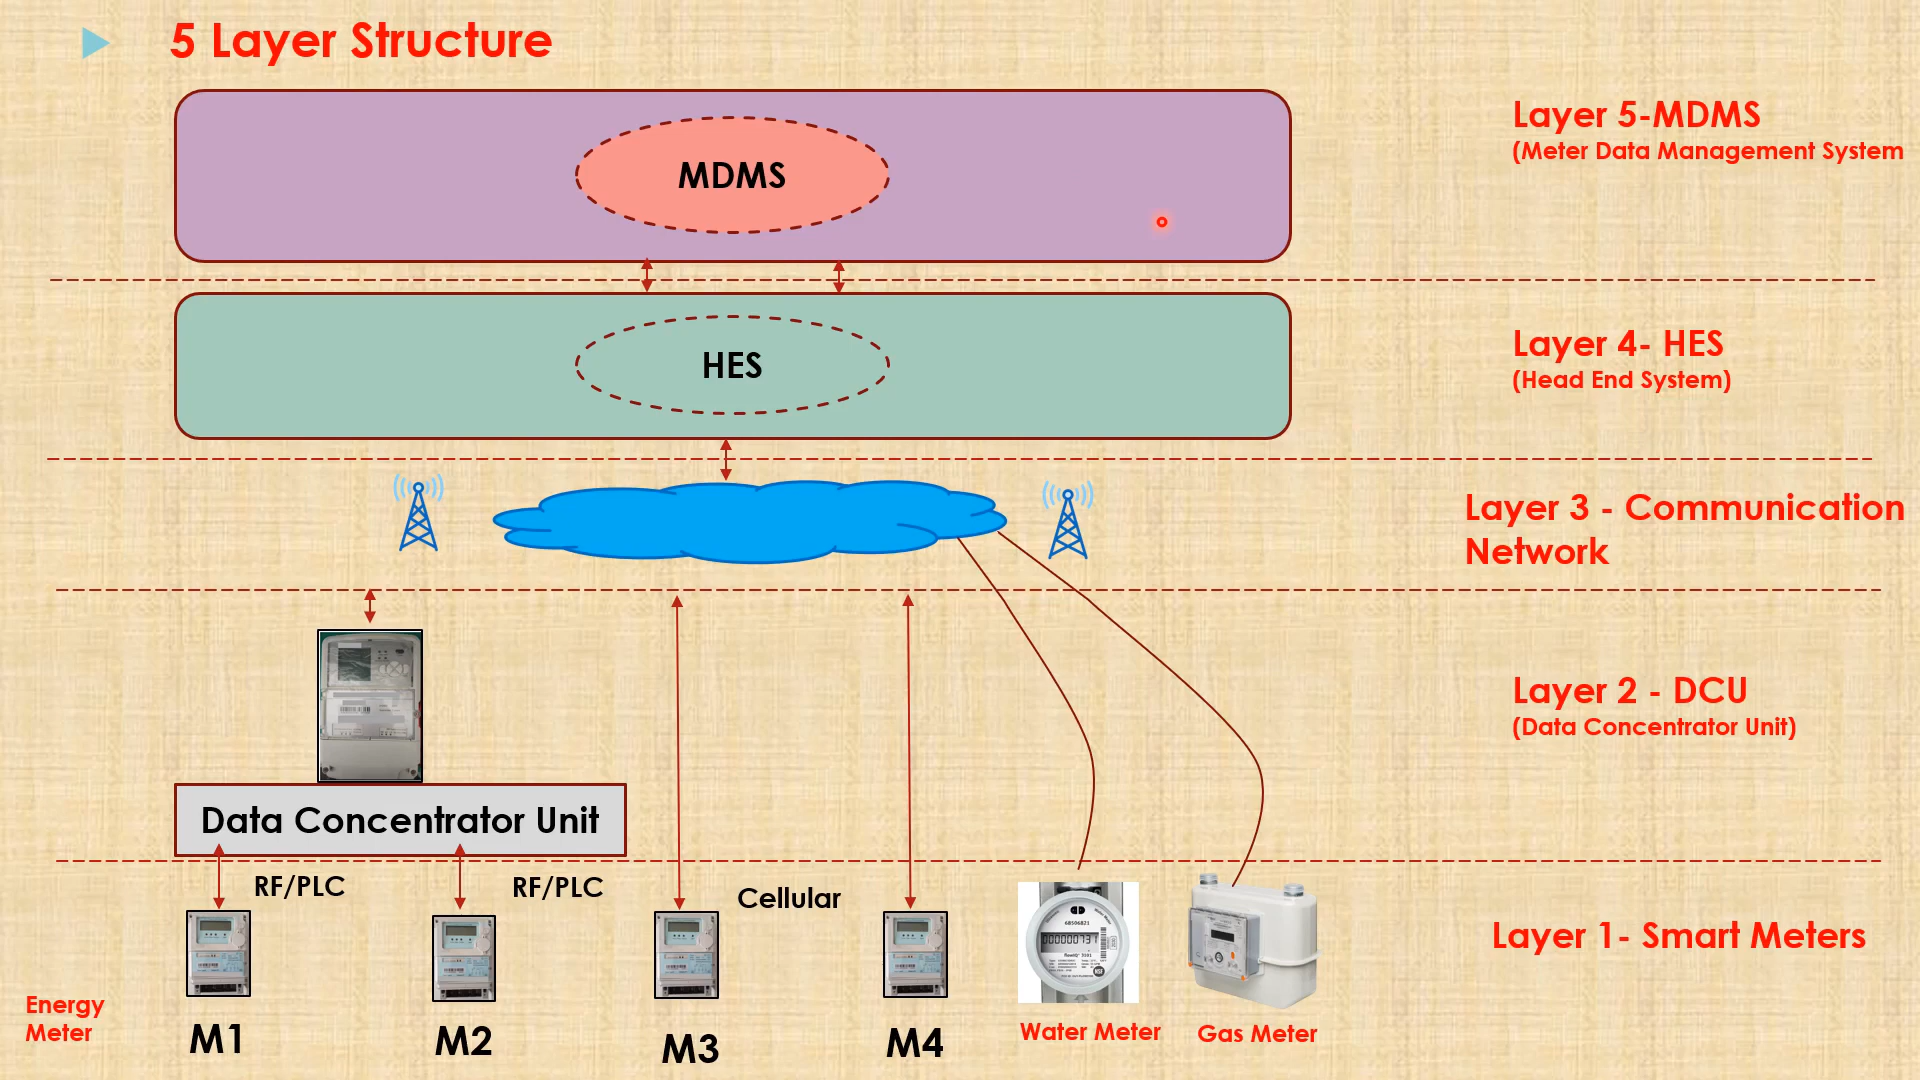 5 Layer Structure
MDMS
Layer 5-MDMS
(Meter Data Management System
HES
Layer 4- HES
(Head End System)
Layer 3 - Communication
Network
Layer 2 - DCU
(Data Concentrator Unit)
Data Concentrator Unit
RF/PLC
RF/PLC
Cellular
Layer 1- Smart Meters
68506821
000000731
Energy
Meter
M1
M2
M3
M4
Water Meter
Gas Meter